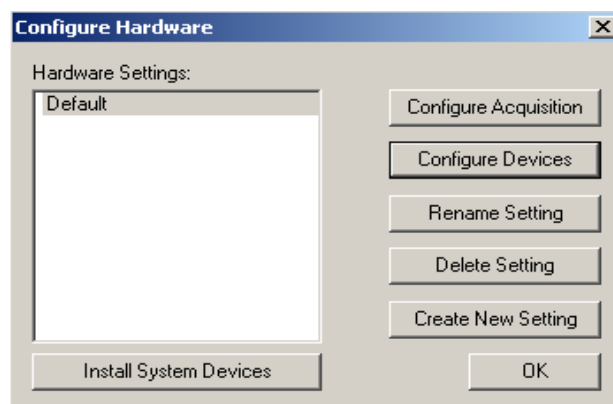 Configure Hardware
Hardware Settings:
Default
Configure Acquisition
Configure Devices
Rename Setting
Delete Setting
Create New Setting
Install System Devices
OK